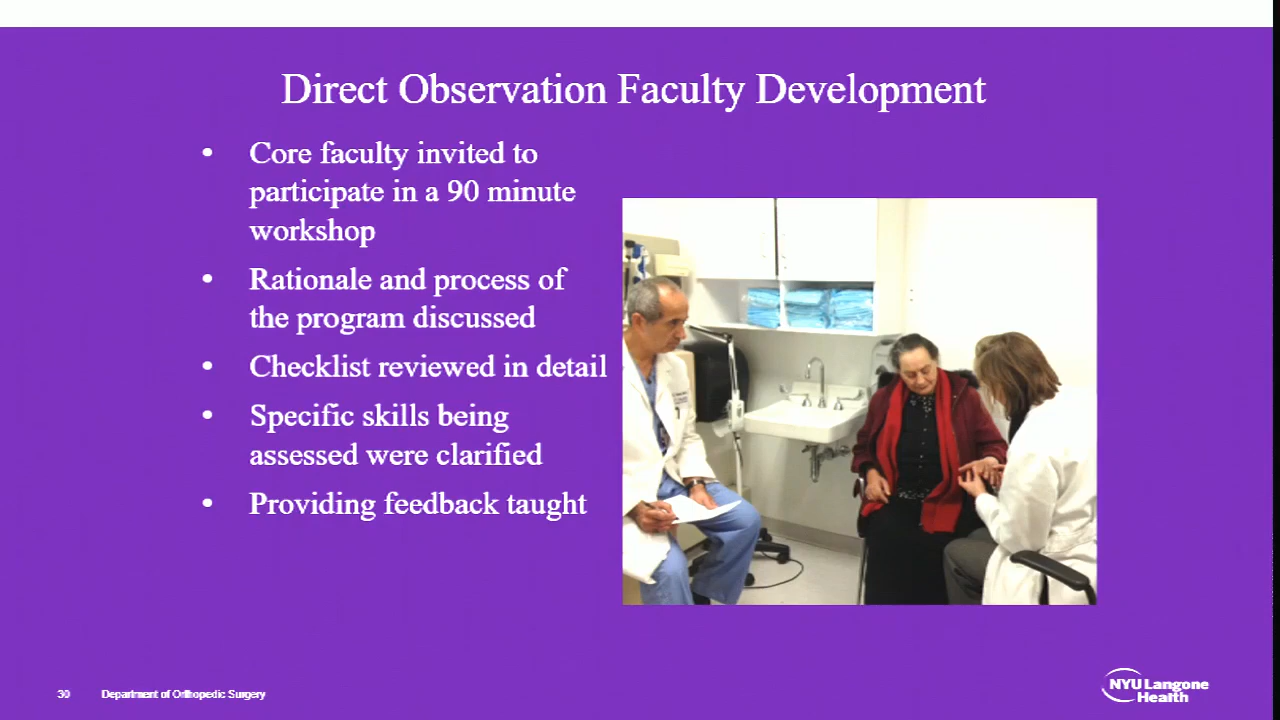 Direct Observation Faculty Development
• Core faculty invited to
participate in a 90 minute
workshop
• Rationale and process of
the program discussed
• Checklist reviewed in detail
• Specific skills being
assessed were clarified
• Providing feedback taught
30 Department of Orthopedic Surgery
NYU Langone
Health